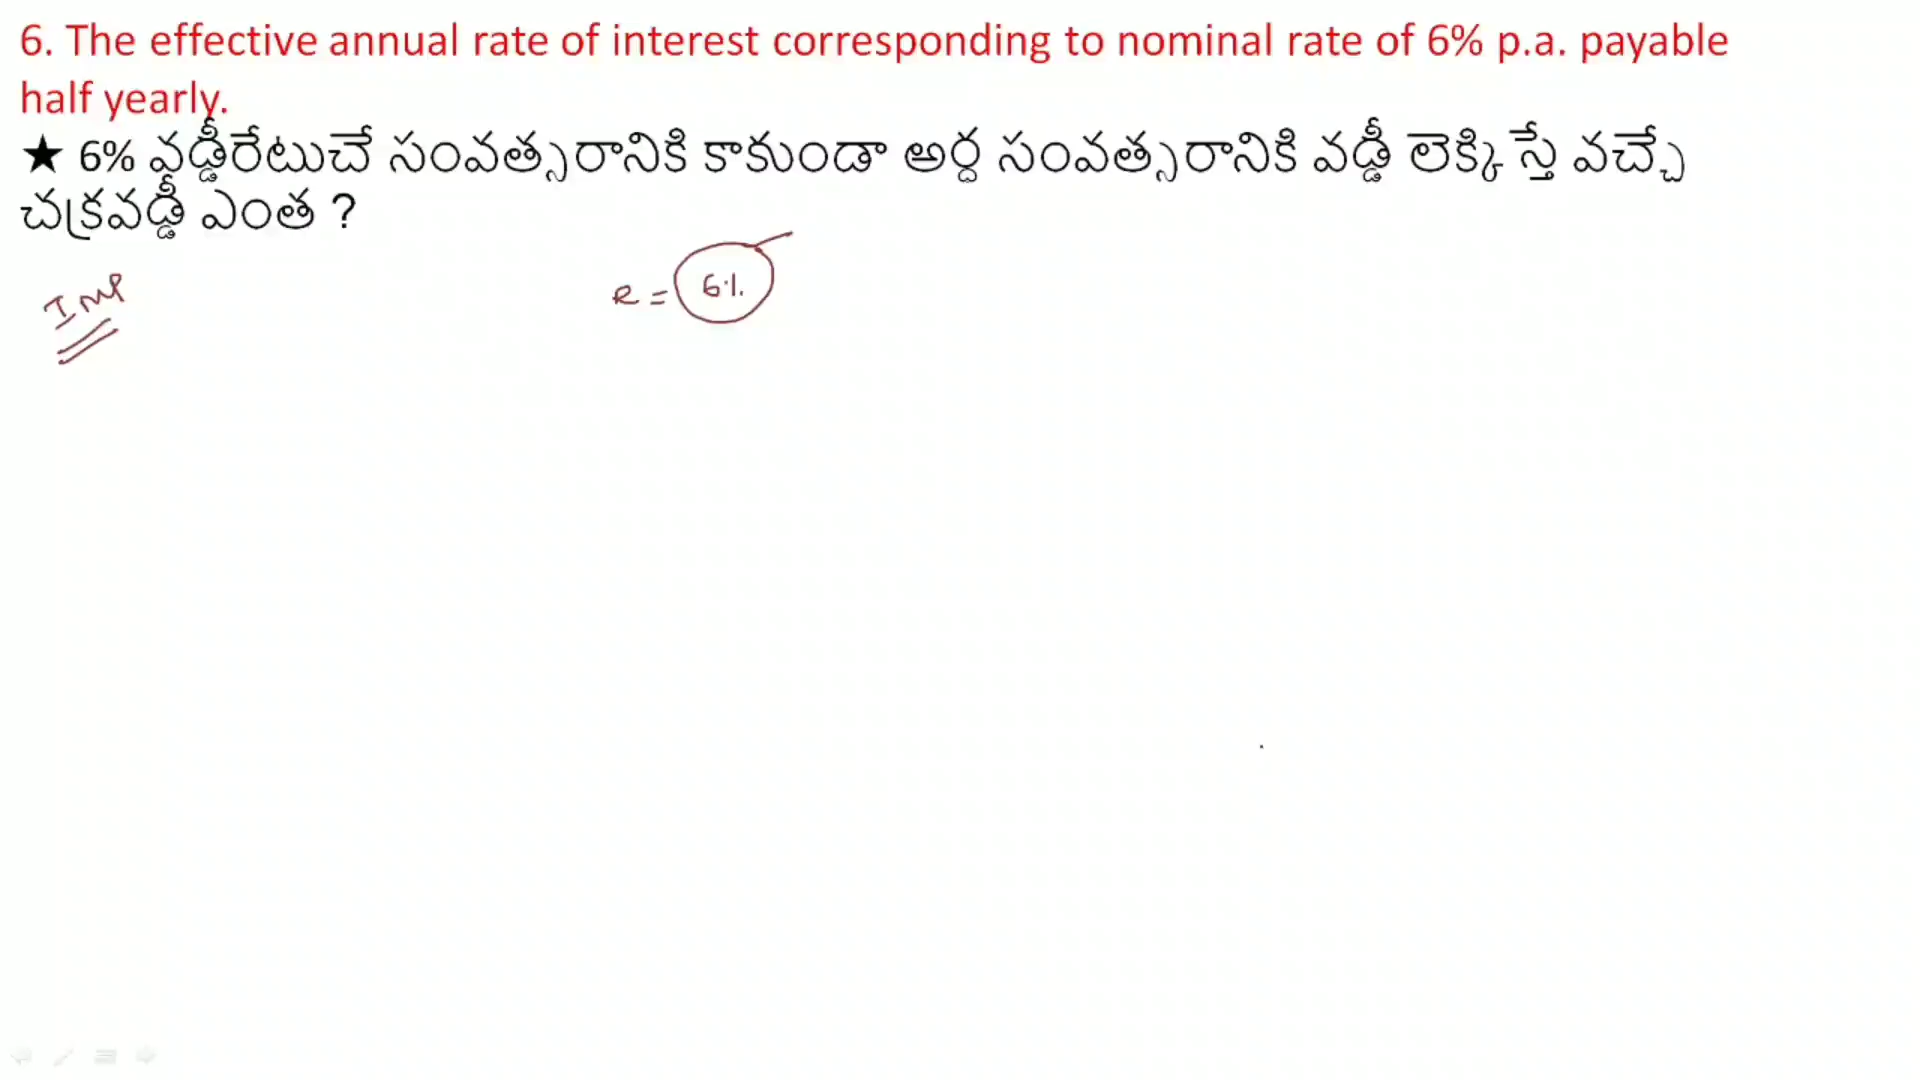 6. The effective annual rate of interest corresponding to nominal rate of 6% p.a. payable
half yearly.
★ 6% వడ్డీరేటుచే సంవత్సరానికి కాకుండా అర్ద సంవత్సరానికి వడ్డీ లెక్కిస్తే వచ్చే
చక్రవడ్డీ ఎంత ?
Imp
R = 6%